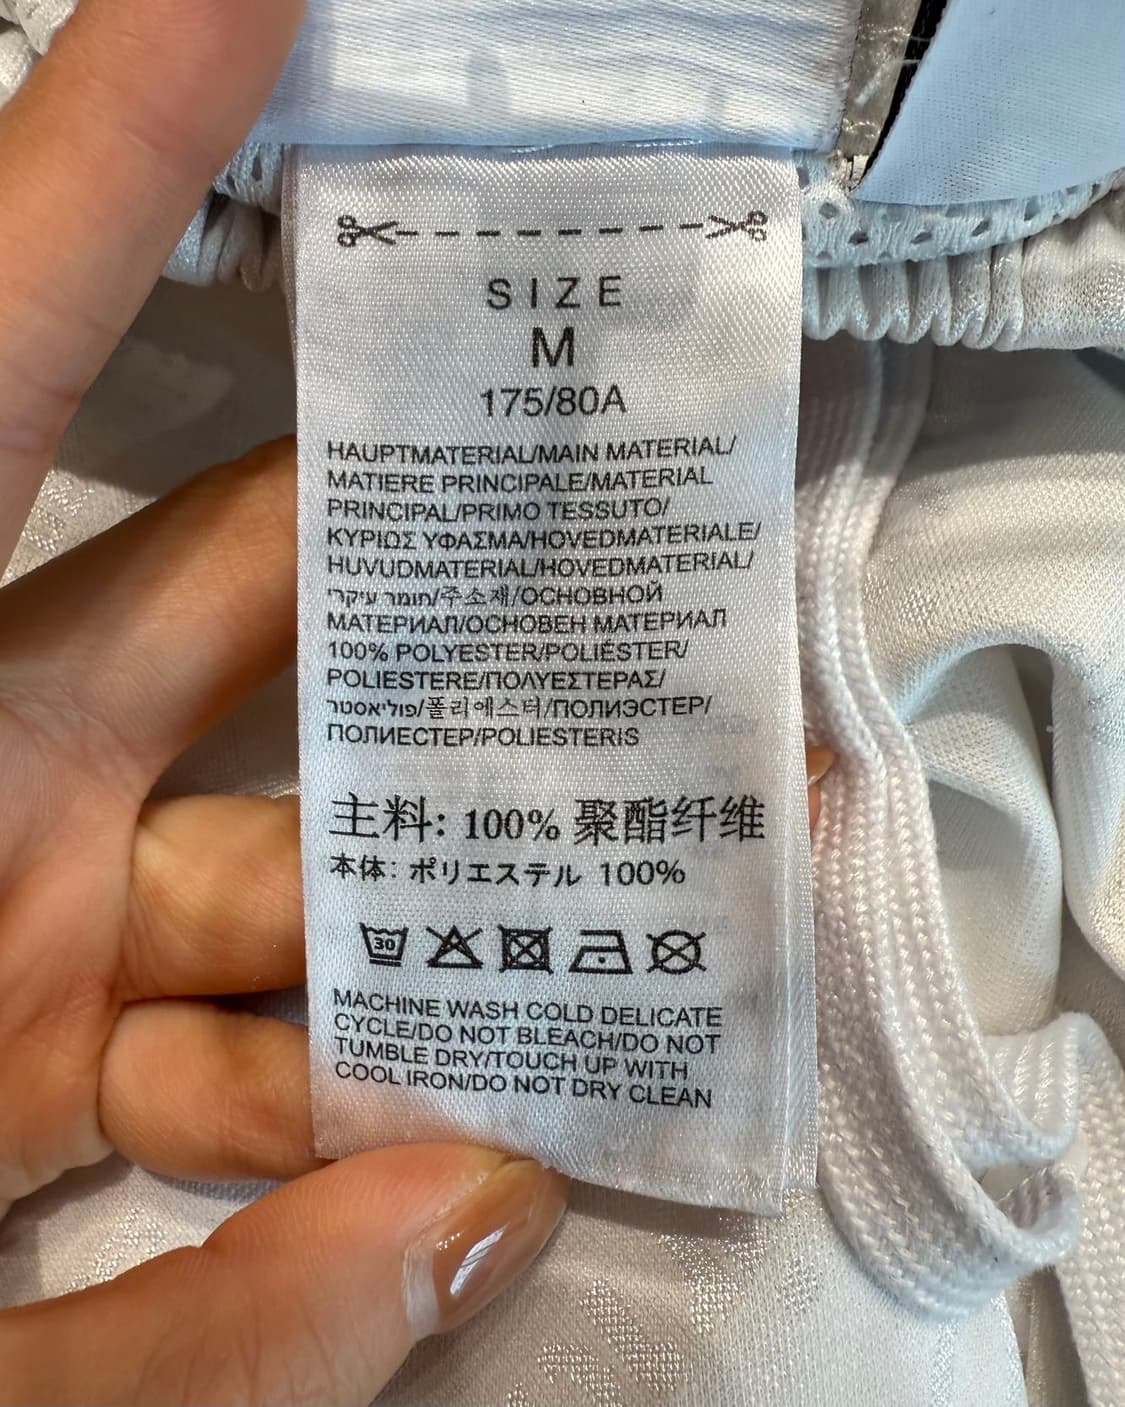 SIZE
M
175/80A
HAUPTMATERIAL/MAIN MATERIAL/
MATIERE PRINCIPALE/MATERIAL
PRINCIPAL/PRIMO TESSUTO/
ΚΥΡΙΩΣ ΥΦΑΣΜΑ/HOVEDMATERIALE/
HUVUDMATERIAL/HOVEDMATERIAL/
חומר עיקרי/주소재/ОСНОВНОЙ
МАТЕРИАЛ/ОСНОВЕН МАТЕРИАЛ
100% POLYESTER/POLIÉSTER/
POLIESTERE/ΠΟΛΥΕΣΤΕΡΑΣ/
פוליאסטר/폴리에스터/ПОЛИЭСТЕР/
ПОЛИЕСТЕР/POLIESTERIS
主料: 100% 聚酯纤维
本体: ポリエステル 100%
30
MACHINE WASH COLD DELICATE
CYCLE/DO NOT BLEACH/DO NOT
TUMBLE DRY/TOUCH UP WITH
COOL IRON/DO NOT DRY CLEAN